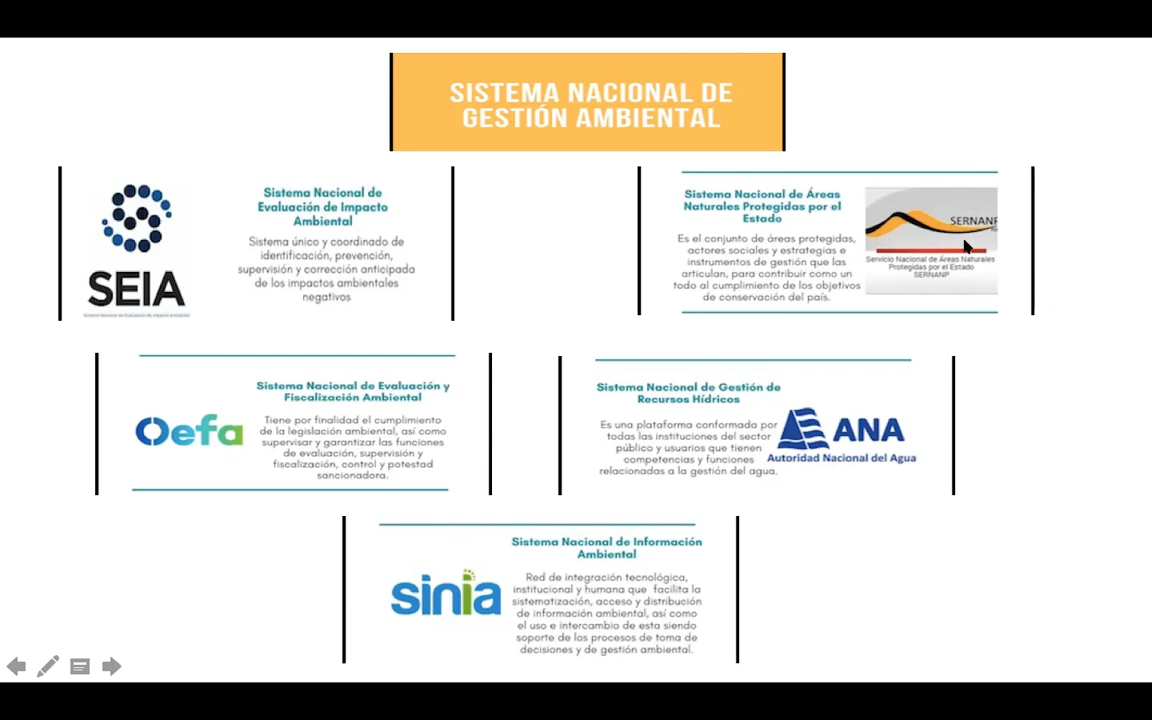 SISTEMA NACIONAL DE
GESTIÓN AMBIENTAL
SEIA
Sistema Nacional de Evaluación de Impacto Ambiental
Sistema Nacional de
Evaluación de Impacto
Ambiental
Sistema único y coordinado de
identificación, prevención,
supervisión y corrección anticipada
de los impactos ambientales
negativos
Sistema Nacional de Áreas
Naturales Protegidas por el
Estado
Es el conjunto de áreas protegidas,
actores sociales y estrategias e
instrumentos de gestión que las
articulan, para contribuir como un
todo al cumplimiento de los objetivos
de conservación del país.
SERNANP
Servicio Nacional de Áreas Naturales
Protegidas por el Estado
SERNANP
Oefa
Sistema Nacional de Evaluación y
Fiscalización Ambiental
Tiene por finalidad el cumplimiento
de la legislación ambiental, así como
supervisar y garantizar las funciones
de evaluación, supervisión y
fiscalización, control y potestad
sancionadora.
Sistema Nacional de Gestión de
Recursos Hídricos
Es una plataforma conformada por
todas las instituciones del sector
público y usuarios que tienen
competencias y funciones
relacionadas a la gestión del agua.
ANA
Autoridad Nacional del Agua
sinia
Sistema Nacional de Información
Ambiental
Red de integración tecnológica,
institucional y humana que facilita la
sistematización, acceso y distribución
de información ambiental, así como
el uso e intercambio de esta siendo
soporte de los procesos de toma de
decisiones y de gestión ambiental.